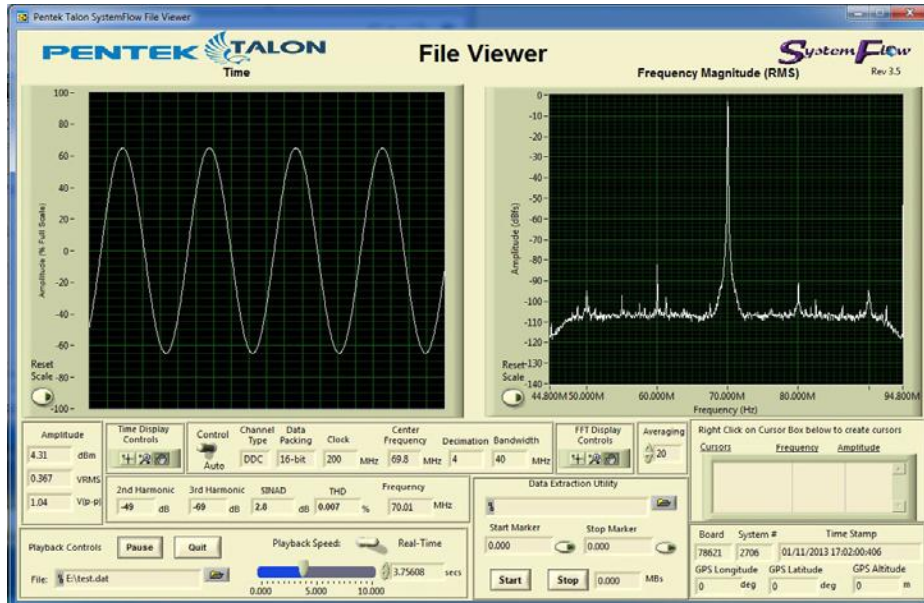 Pentek Talon SystemFlow File Viewer
PENTEK TALON
File Viewer
SystemFlow
Rev 3.5
Time
Frequency Magnitude (RMS)
Amplitude (% Full Scale)
100
80
60
40
20
0
-20
-40
-60
-80
-100
Reset
Scale
Amplitude (dBfs)
0
-10
-20
-30
-40
-50
-60
-70
-80
-90
-100
-110
-120
-130
-140
Reset
Scale
44.800M 50.000M 60.000M 70.000M 80.000M 94.800M
Frequency (Hz)
Amplitude
4.31 dBm
0.367 VRMS
1.04 V(p-p)
Time Display
Controls
Control
Auto
Channel
Type
DDC
Data
Packing
16-bit
Clock
200 MHz
Center
Frequency
69.8 MHz
Decimation
4
Bandwidth
40 MHz
FFT Display
Controls
Averaging
20
Right Click on Cursor Box below to create cursors
Cursors Frequency Amplitude
2nd Harmonic
-49 dB
3rd Harmonic
-69 dB
SINAD
2.8 dB
THD
0.007 %
Frequency
70.01 MHz
Data Extraction Utility
Start Marker
0.000
Stop Marker
0.000
Start Stop 0.000 MBs
Playback Controls Pause Quit
Playback Speed: Real-Time
3.75608 secs
0.000 5.000 10.000
File: E:\test.dat
Board System # Time Stamp
78621 2706 01/11/2013 17:02:00:406
GPS Longitude GPS Latitude GPS Altitude
0 deg 0 deg 0 m